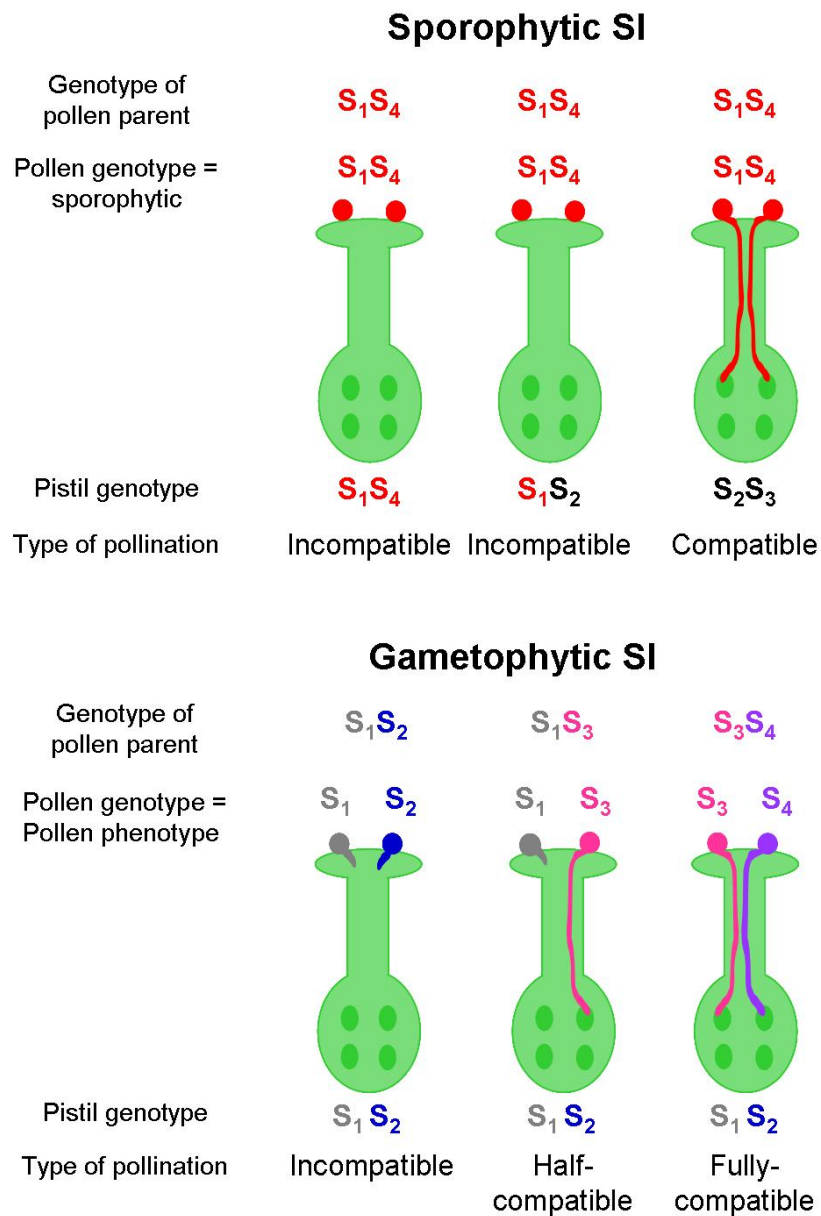 Sporophytic SI
Genotype of
pollen parent
S₁S₄ S₁S₄ S₁S₄
Pollen genotype =
sporophytic
S₁S₄ S₁S₄ S₁S₄
Pistil genotype
S₁S₄ S₁S₂ S₂S₃
Type of pollination
Incompatible Incompatible Compatible
Gametophytic SI
Genotype of
pollen parent
S₁S₂ S₁S₃ S₃S₄
Pollen genotype =
Pollen phenotype
S₁ S₂ S₁ S₃ S₃ S₄
Pistil genotype
S₁ S₂ S₁ S₂ S₁ S₂
Type of pollination
Incompatible
Half-
compatible
Fully-
compatible